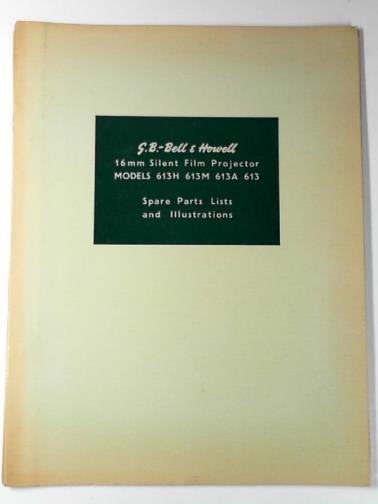 G.B.-Bell & Howell
16mm Silent Film Projector
MODELS 613H 613M 613A 613
Spare Parts Lists
and Illustrations